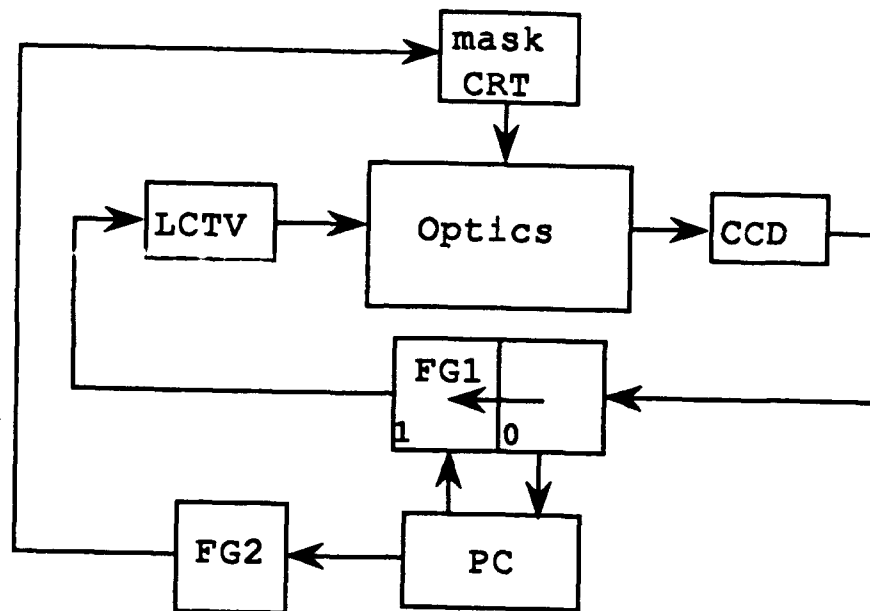 mask
CRT
LCTV
Optics
CCD
FG1
1
0
FG2
PC